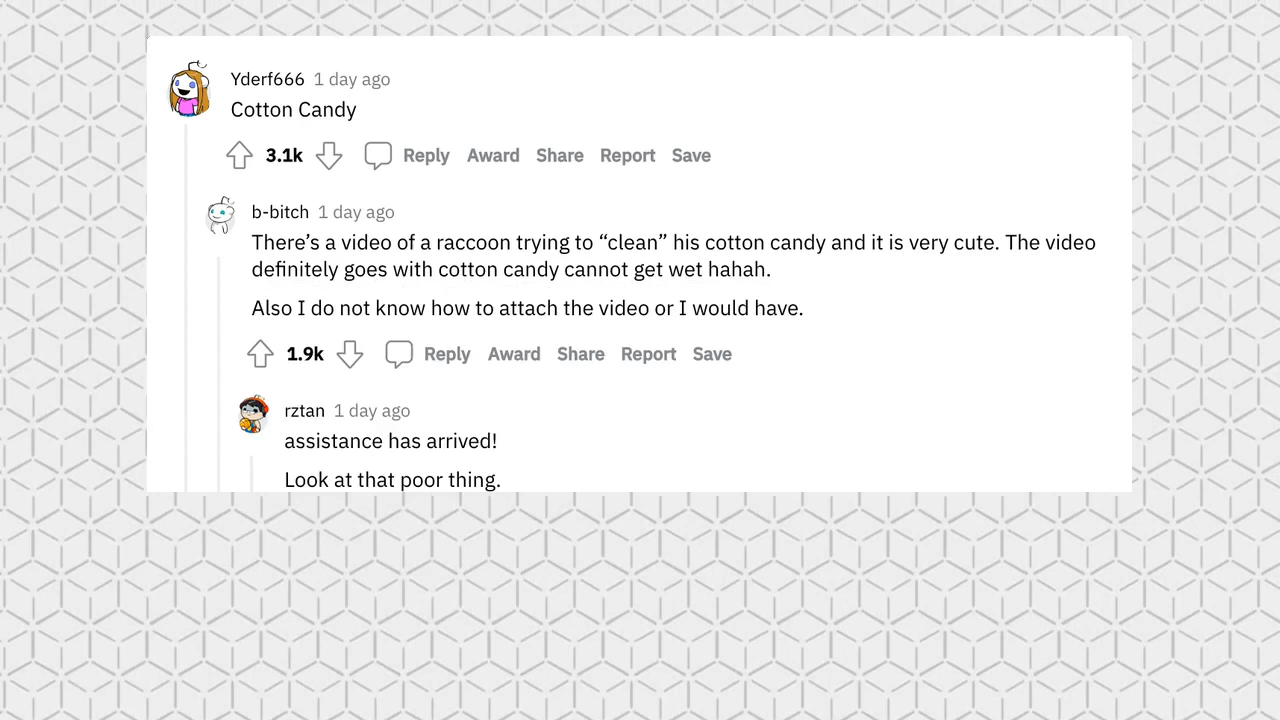 Yderf666 1 day ago
Cotton Candy
3.1k Reply Award Share Report Save
b-bitch 1 day ago
There’s a video of a raccoon trying to “clean” his cotton candy and it is very cute. The video
definitely goes with cotton candy cannot get wet hahah.
Also I do not know how to attach the video or I would have.
1.9k Reply Award Share Report Save
rztan 1 day ago
assistance has arrived!
Look at that poor thing.